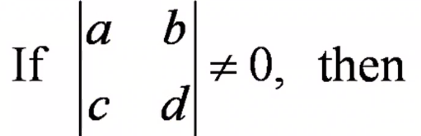 If |a b| ≠ 0, then
|c d|